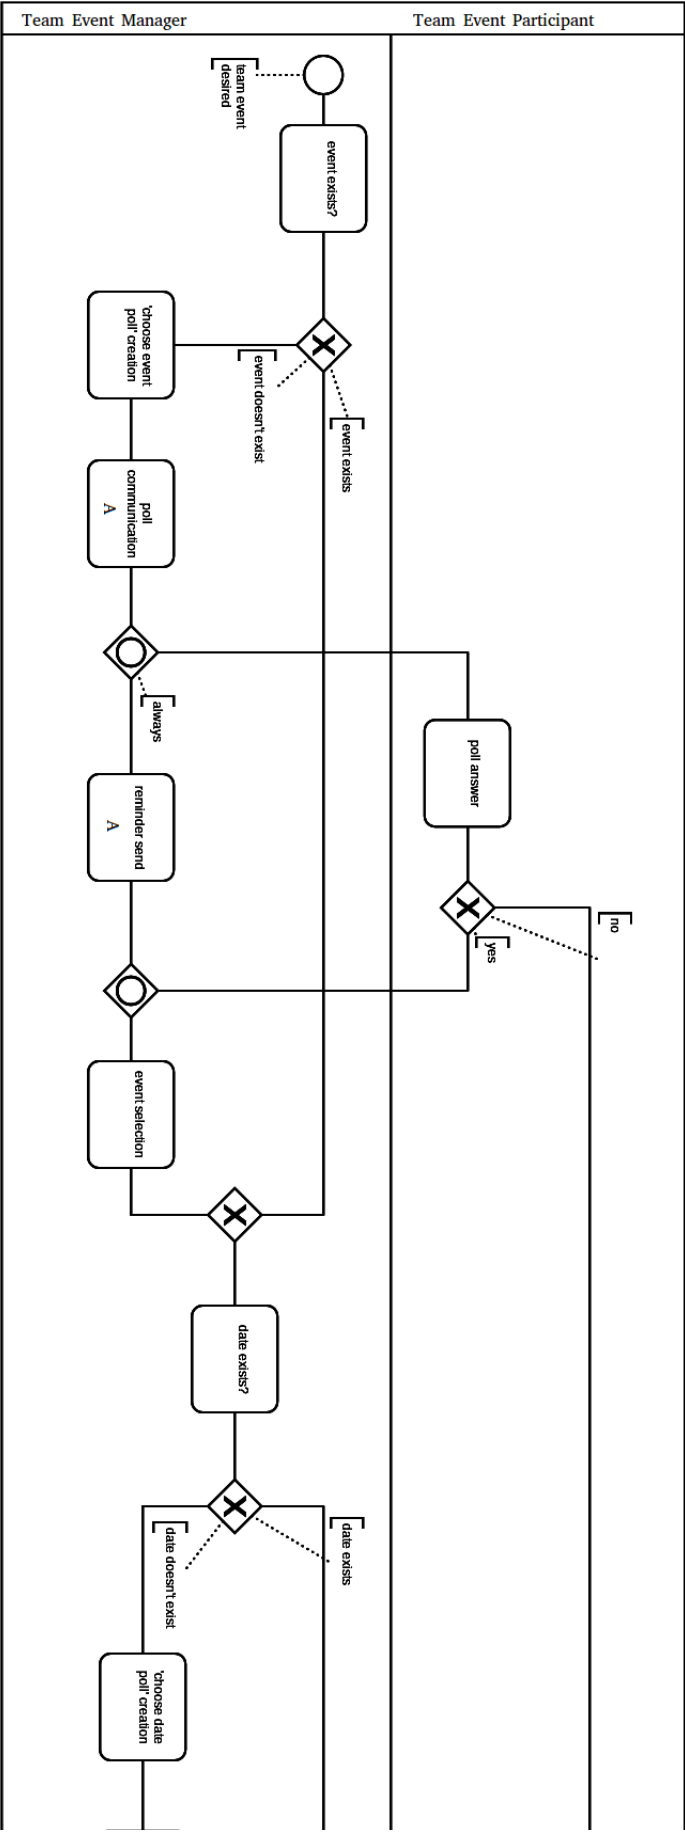 Team Event Manager
Team Event Participant
team event
desired
event exists?
'choose event
poll' creation
event doesn't exist
event exists
poll
communication
A
always
poll answer
reminder send
A
no
yes
event selection
date exists?
date doesn't exist
date exists
'choose date
poll' creation